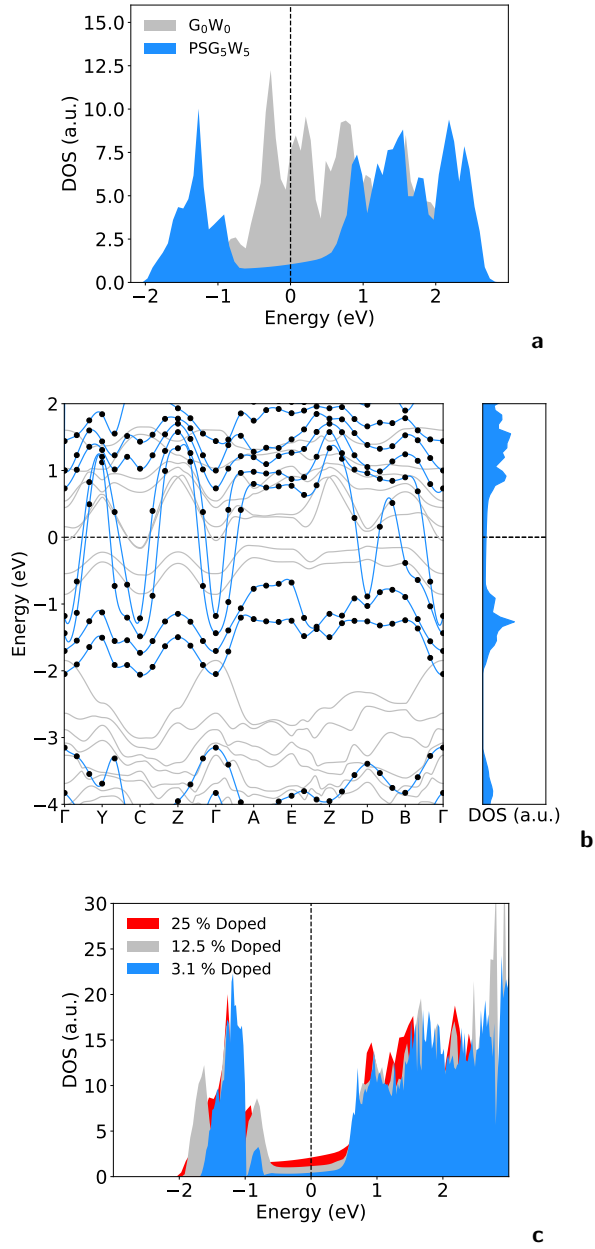 15.0
12.5
10.0
7.5
5.0
2.5
0.0
DOS (a.u.)
G₀W₀
PSG₅W₅
−2 −1 0 1 2
Energy (eV)
a
2
1
0
−1
−2
−3
−4
Energy (eV)
Γ Y C Z Γ A E Z D B Γ
DOS (a.u.)
b
30
25
20
15
10
5
0
DOS (a.u.)
25 % Doped
12.5 % Doped
3.1 % Doped
−2 −1 0 1 2
Energy (eV)
c